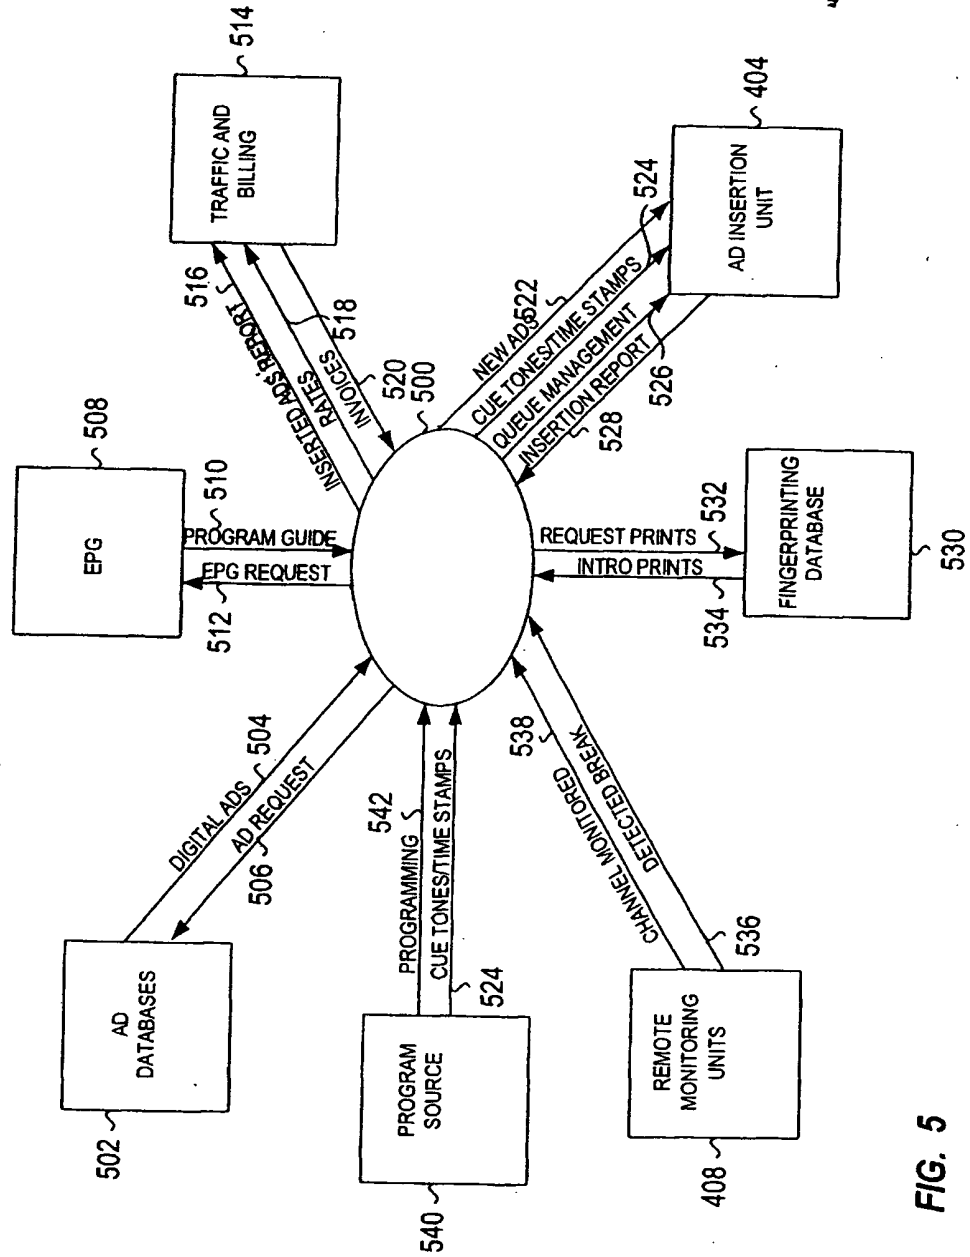 514
TRAFFIC AND
BILLING
516
INSERTED ADS REPORT
518
RATES
INVOICES
520
500
508
EPG
510
PROGRAM GUIDE
EPG REQUEST
512
404
AD INSERTION
UNIT
NEW ADS
522
CUE TONES/TIME STAMPS
524
QUEUE MANAGEMENT
526
INSERTION REPORT
528
REQUEST PRINTS
532
INTRO PRINTS
534
FINGERPRINTING
DATABASE
530
DIGITAL ADS
504
AD REQUEST
506
AD
DATABASES
502
PROGRAMMING
542
CUE TONES/TIME STAMPS
524
PROGRAM
SOURCE
540
538
CHANNEL MONITORED
DETECTED BREAK
536
REMOTE
MONITORING
UNITS
408
FIG. 5